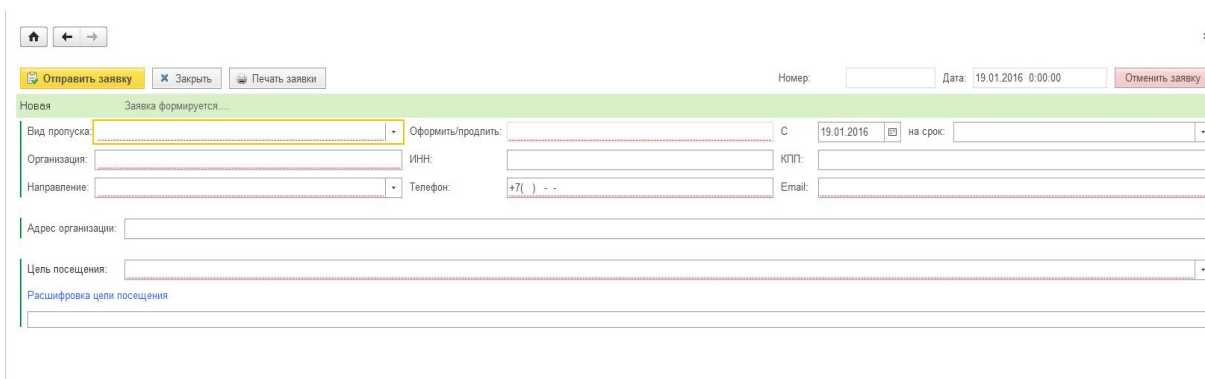 Отправить заявку Закрыть Печать заявки Номер: Дата: 19.01.2016 0:00:00 Отменить заявку
Новая Заявка формируется....
Вид пропуска: Оформить/продлить: С 19.01.2016 на срок:
Организация: ИНН: КПП:
Направление: Телефон: +7( ) - - Email:
Адрес организации:
Цель посещения:
Расшифровка цели посещения